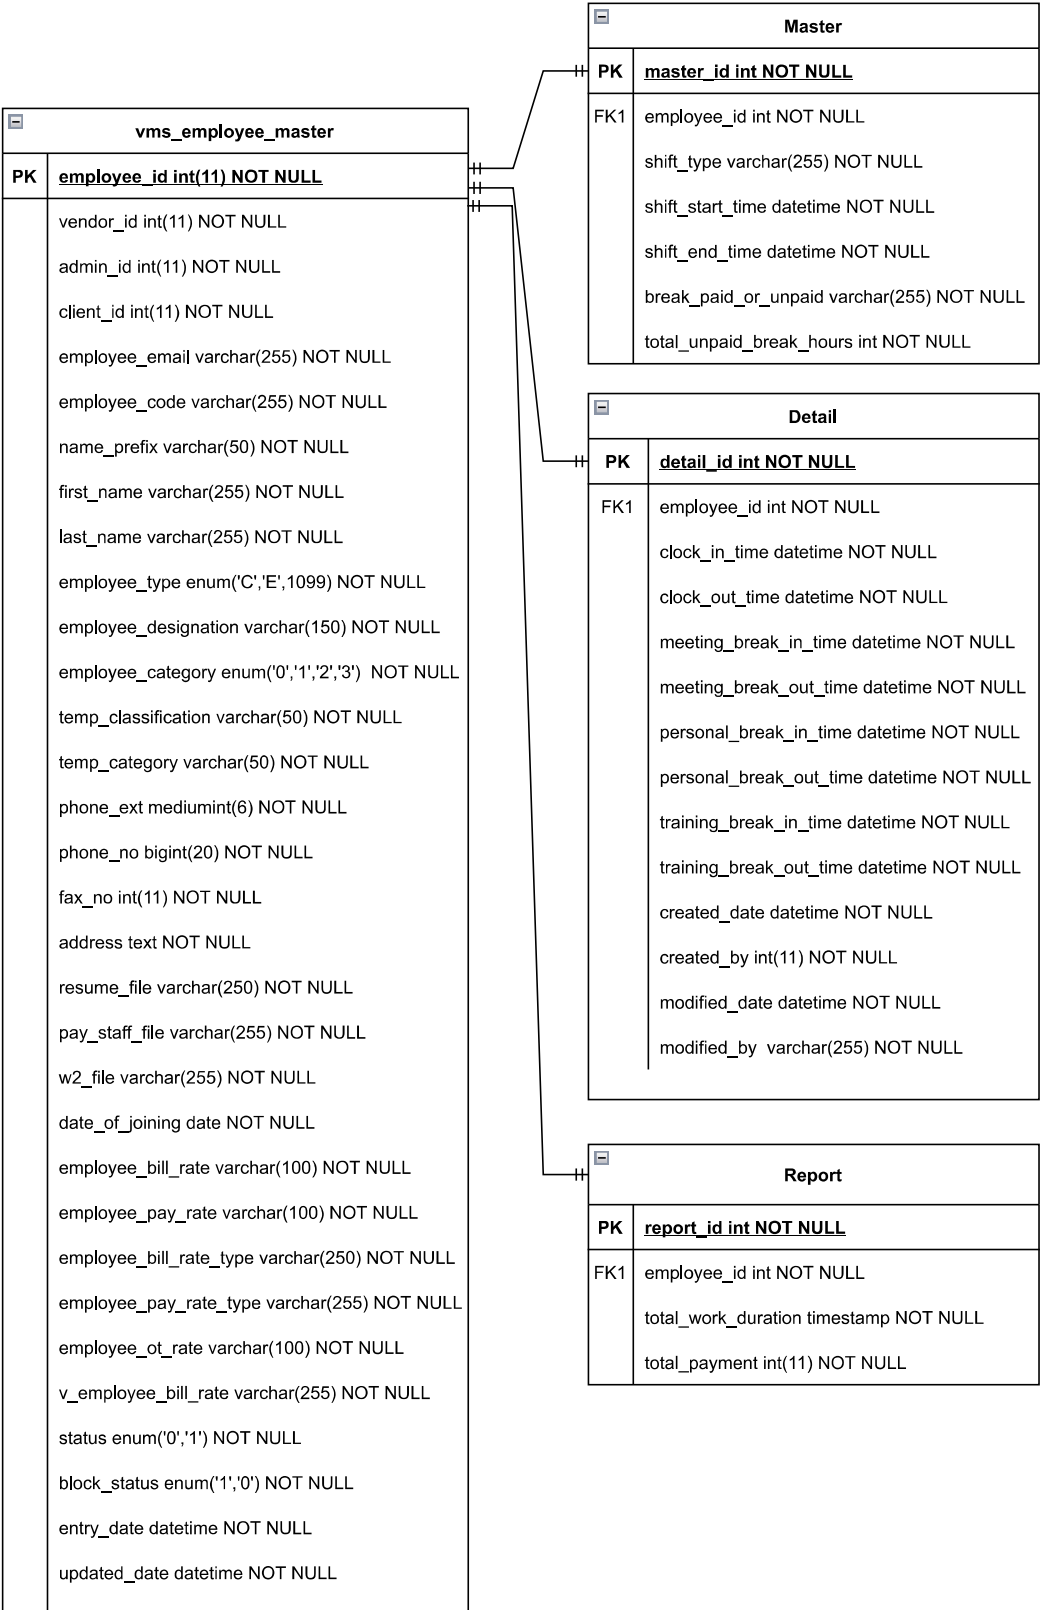 vms_employee_master
PK employee_id int(11) NOT NULL
vendor_id int(11) NOT NULL
admin_id int(11) NOT NULL
client_id int(11) NOT NULL
employee_email varchar(255) NOT NULL
employee_code varchar(255) NOT NULL
name_prefix varchar(50) NOT NULL
first_name varchar(255) NOT NULL
last_name varchar(255) NOT NULL
employee_type enum('C','E',1099) NOT NULL
employee_designation varchar(150) NOT NULL
employee_category enum('0','1','2','3')  NOT NULL
temp_classification varchar(50) NOT NULL
temp_category varchar(50) NOT NULL
phone_ext mediumint(6) NOT NULL
phone_no bigint(20) NOT NULL
fax_no int(11) NOT NULL
address text NOT NULL
resume_file varchar(250) NOT NULL
pay_staff_file varchar(255) NOT NULL
w2_file varchar(255) NOT NULL
date_of_joining date NOT NULL
employee_bill_rate varchar(100) NOT NULL
employee_pay_rate varchar(100) NOT NULL
employee_bill_rate_type varchar(250) NOT NULL
employee_pay_rate_type varchar(255) NOT NULL
employee_ot_rate varchar(100) NOT NULL
v_employee_bill_rate varchar(255) NOT NULL
status enum('0','1') NOT NULL
block_status enum('1','0') NOT NULL
entry_date datetime NOT NULL
updated_date datetime NOT NULL
Master
PK master_id int NOT NULL
FK1 employee_id int NOT NULL
shift_type varchar(255) NOT NULL
shift_start_time datetime NOT NULL
shift_end_time datetime NOT NULL
break_paid_or_unpaid varchar(255) NOT NULL
total_unpaid_break_hours int NOT NULL
Detail
PK detail_id int NOT NULL
FK1 employee_id int NOT NULL
clock_in_time datetime NOT NULL
clock_out_time datetime NOT NULL
meeting_break_in_time datetime NOT NULL
meeting_break_out_time datetime NOT NULL
personal_break_in_time datetime NOT NULL
personal_break_out_time datetime NOT NULL
training_break_in_time datetime NOT NULL
training_break_out_time datetime NOT NULL
created_date datetime NOT NULL
created_by int(11) NOT NULL
modified_date datetime NOT NULL
modified_by  varchar(255) NOT NULL
Report
PK report_id int NOT NULL
FK1 employee_id int NOT NULL
total_work_duration timestamp NOT NULL
total_payment int(11) NOT NULL